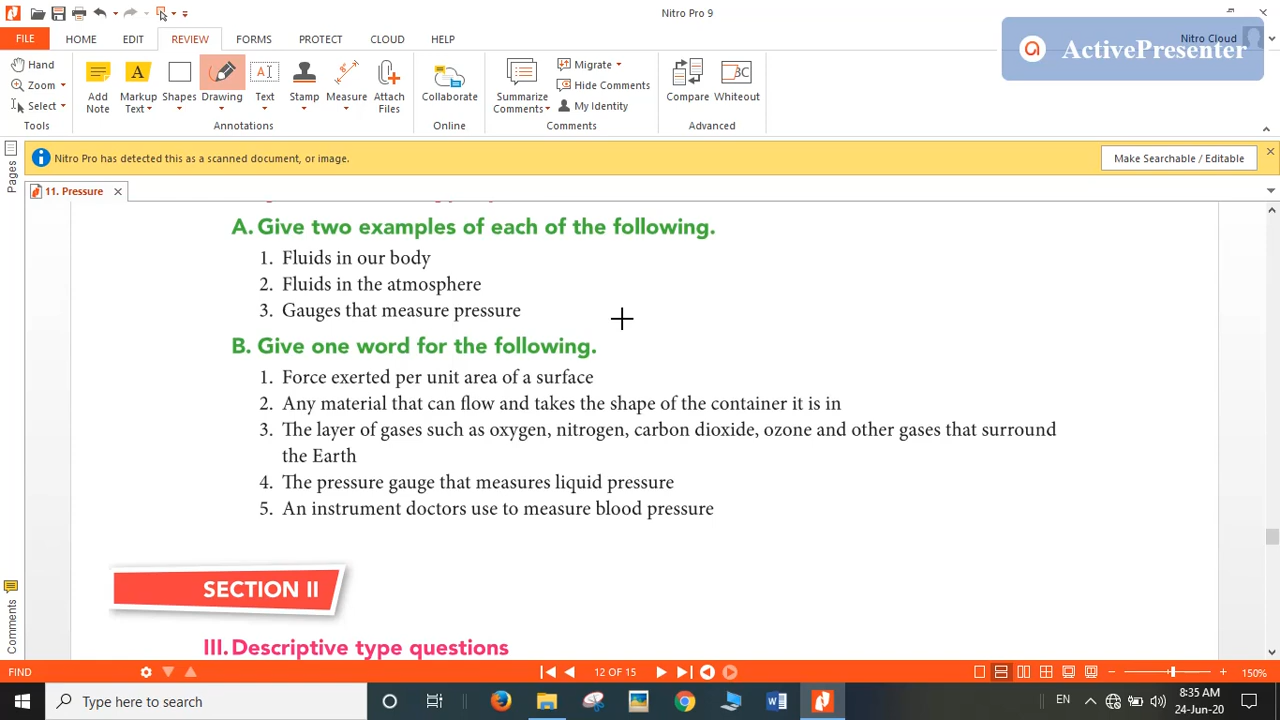 Nitro Pro 9
FILE HOME EDIT REVIEW FORMS PROTECT CLOUD HELP
Nitro Cloud
ActivePresenter
Hand
Zoom
Select
Tools
Add Note
Markup Text
Shapes
Drawing
Text
Stamp
Measure
Attach Files
Annotations
Collaborate
Online
Summarize Comments
Migrate
Hide Comments
My Identity
Comments
Compare
Whiteout
Advanced
Nitro Pro has detected this as a scanned document, or image.
Make Searchable / Editable
Pages
11. Pressure
A. Give two examples of each of the following.
1. Fluids in our body
2. Fluids in the atmosphere
3. Gauges that measure pressure
B. Give one word for the following.
1. Force exerted per unit area of a surface
2. Any material that can flow and takes the shape of the container it is in
3. The layer of gases such as oxygen, nitrogen, carbon dioxide, ozone and other gases that surround
the Earth
4. The pressure gauge that measures liquid pressure
5. An instrument doctors use to measure blood pressure
SECTION II
III. Descriptive type questions
Comments
FIND
12 OF 15
150%
Type here to search
EN
8:35 AM
24-Jun-20